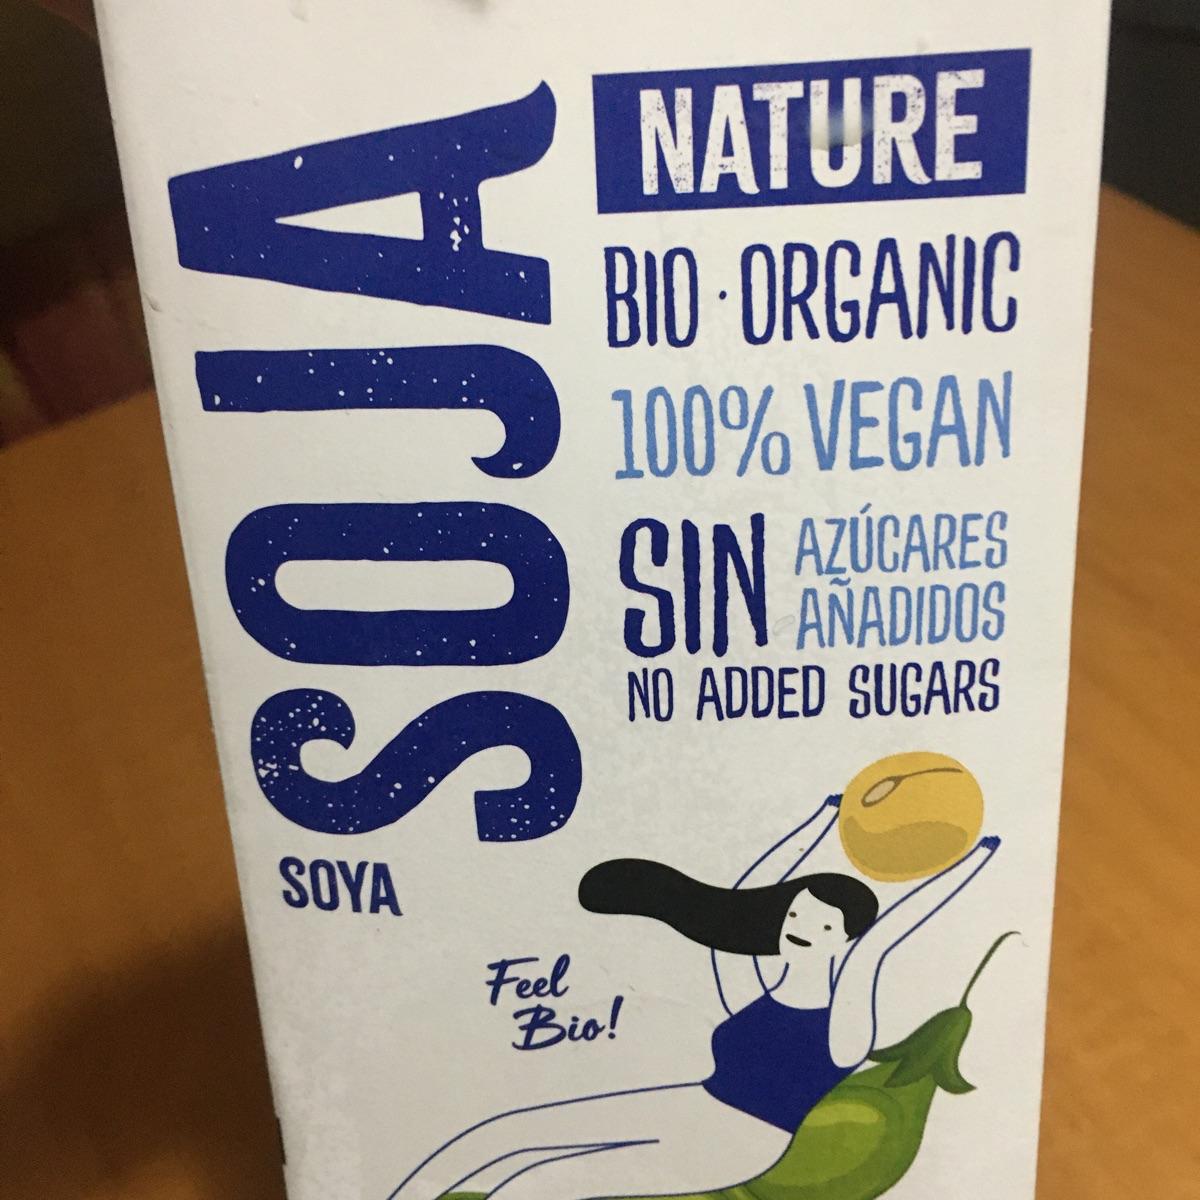 SOJA
SOYA
NATURE
BIO · ORGANIC
100% VEGAN
SIN AZÚCARES AÑADIDOS
NO ADDED SUGARS
Feel
Bio!